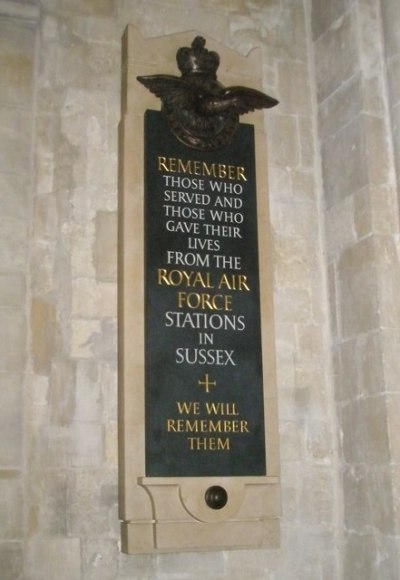 REMEMBER
THOSE WHO
SERVED AND
THOSE WHO
GAVE THEIR
LIVES
FROM THE
ROYAL AIR
FORCE
STATIONS
IN
SUSSEX
WE WILL
REMEMBER
THEM